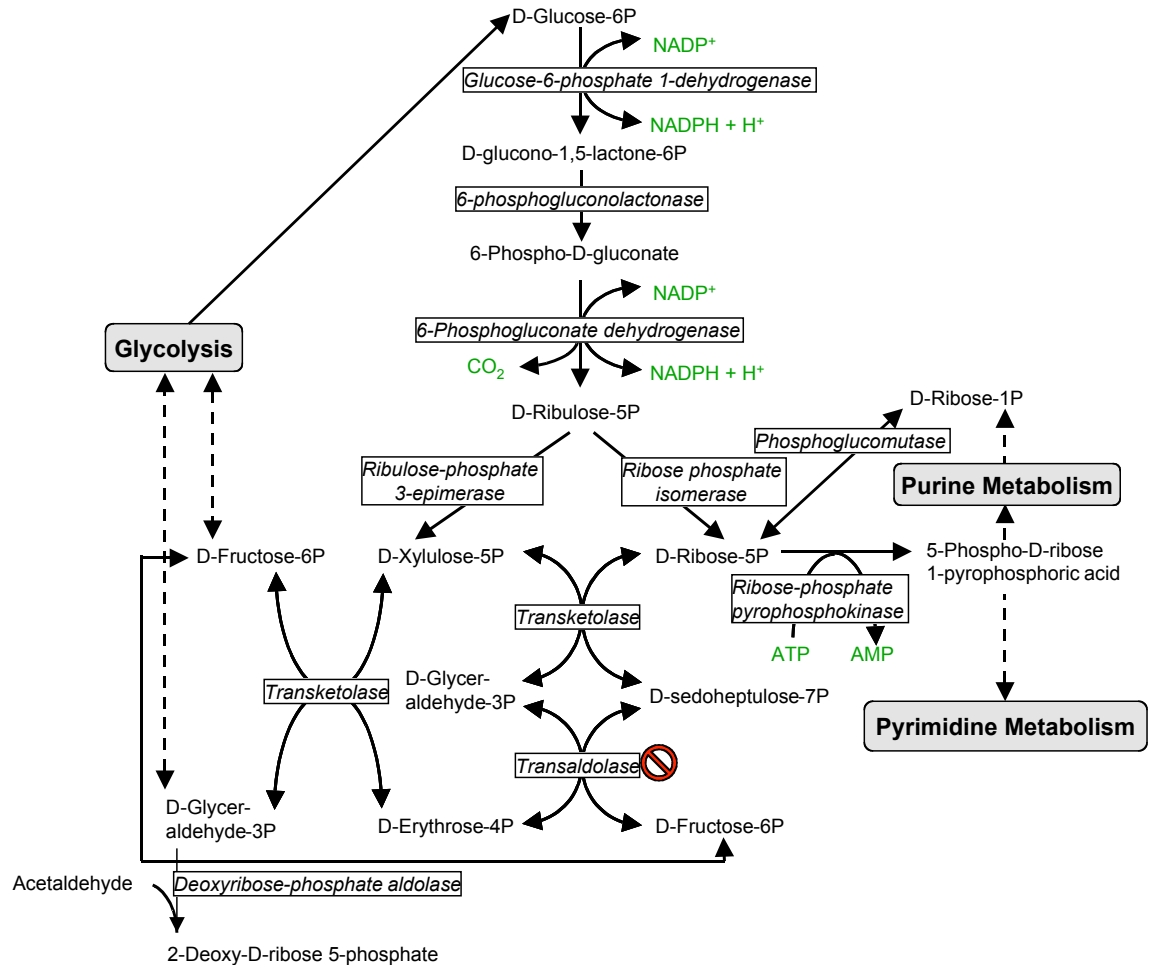 D-Glucose-6P
NADP⁺
Glucose-6-phosphate 1-dehydrogenase
NADPH + H⁺
D-glucono-1,5-lactone-6P
6-phosphogluconolactonase
6-Phospho-D-gluconate
NADP⁺
6-Phosphogluconate dehydrogenase
Glycolysis
CO₂
NADPH + H⁺
D-Ribulose-5P
D-Ribose-1P
Phosphoglucomutase
Ribulose-phosphate
3-epimerase
Ribose phosphate
isomerase
Purine Metabolism
D-Fructose-6P
D-Xylulose-5P
D-Ribose-5P
5-Phospho-D-ribose
1-pyrophosphoric acid
Ribose-phosphate
pyrophosphokinase
Transketolase
ATP
AMP
Transketolase
D-Glycer-
aldehyde-3P
D-sedoheptulose-7P
Pyrimidine Metabolism
Transaldolase
D-Glycer-
aldehyde-3P
D-Erythrose-4P
D-Fructose-6P
Acetaldehyde
Deoxyribose-phosphate aldolase
2-Deoxy-D-ribose 5-phosphate